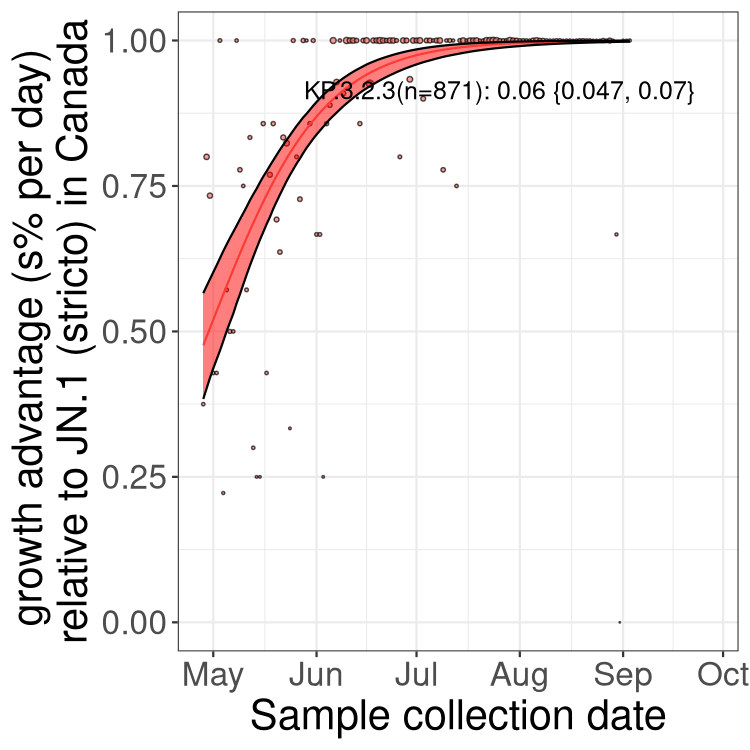 growth advantage (s% per day)
relative to JN.1 (stricto) in Canada
1.00
0.75
0.50
0.25
0.00
KP.3.2.3(n=871): 0.06 {0.047, 0.07}
May Jun Jul Aug Sep Oct
Sample collection date